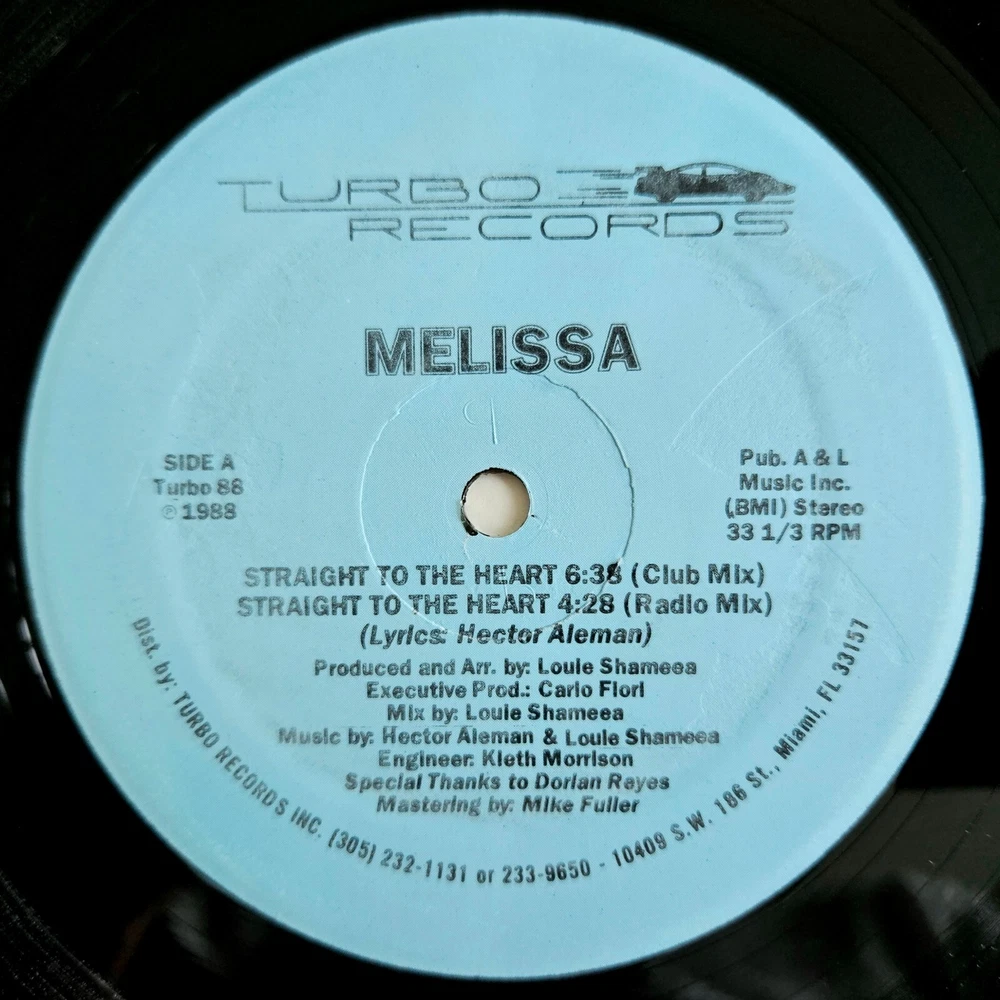 TURBO
RECORDS
MELISSA
SIDE A
Turbo 88
℗ 1988
Pub. A & L
Music Inc.
(BMI) Stereo
33 1/3 RPM
STRAIGHT TO THE HEART 6:38 (Club Mix)
STRAIGHT TO THE HEART 4:28 (Radio Mix)
(Lyrics: Hector Aleman)
Produced and Arr. by: Louie Shameea
Executive Prod.: Carlo Fiori
Mix by: Louie Shameea
Music by: Hector Aleman & Louie Shameea
Engineer: Kieth Morrison
Special Thanks to Dorian Reyes
Mastering by: Mike Fuller
Dist. by: TURBO RECORDS INC. (305) 232-1131 or 233-9650 - 10409 S.W. 186 St., Miami, FL 33157